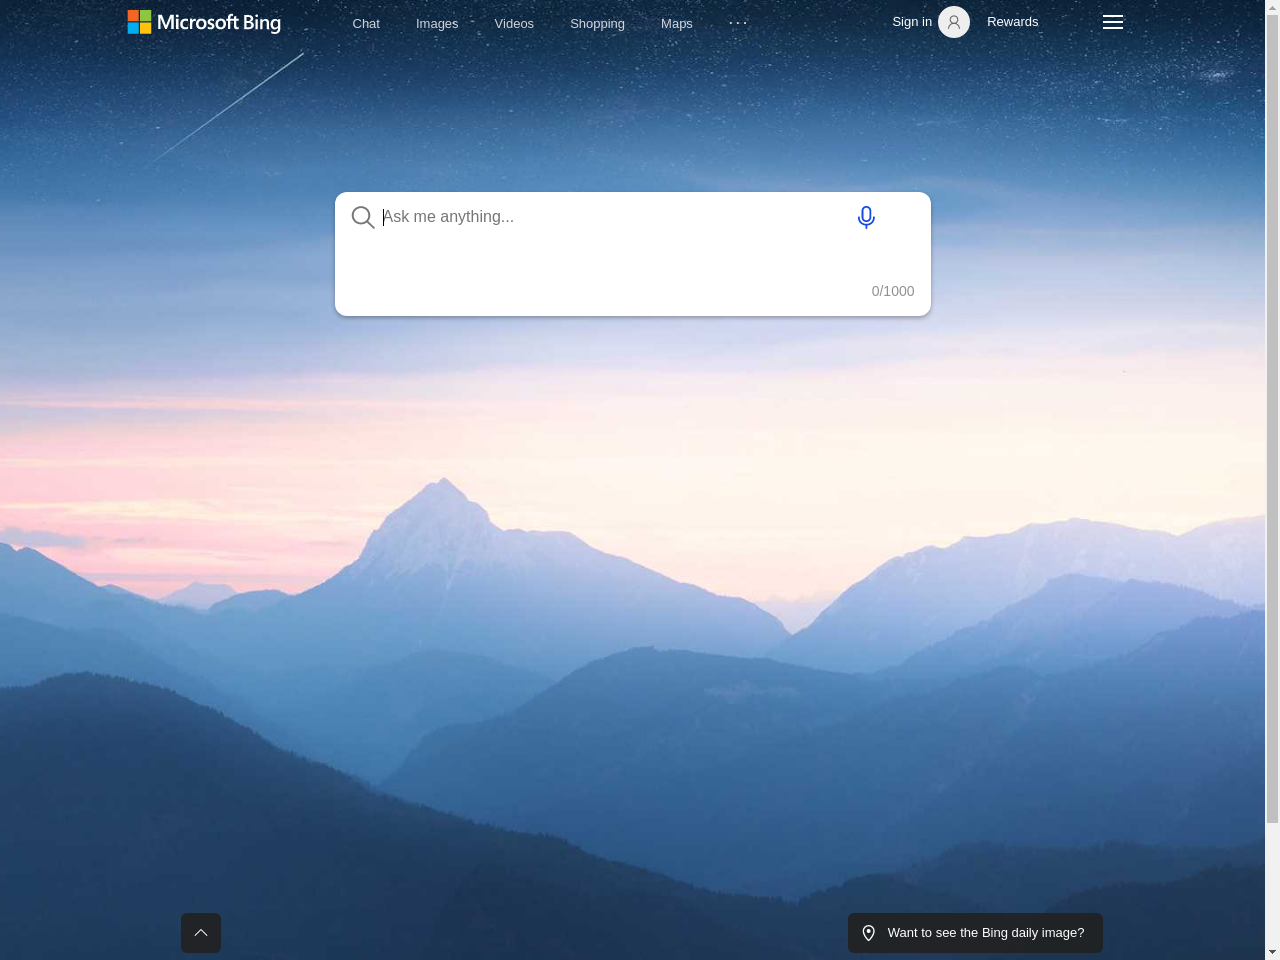 Microsoft Bing
Chat
Images
Videos
Shopping
Maps
Sign in
Rewards
Ask me anything...
0/1000
Want to see the Bing daily image?